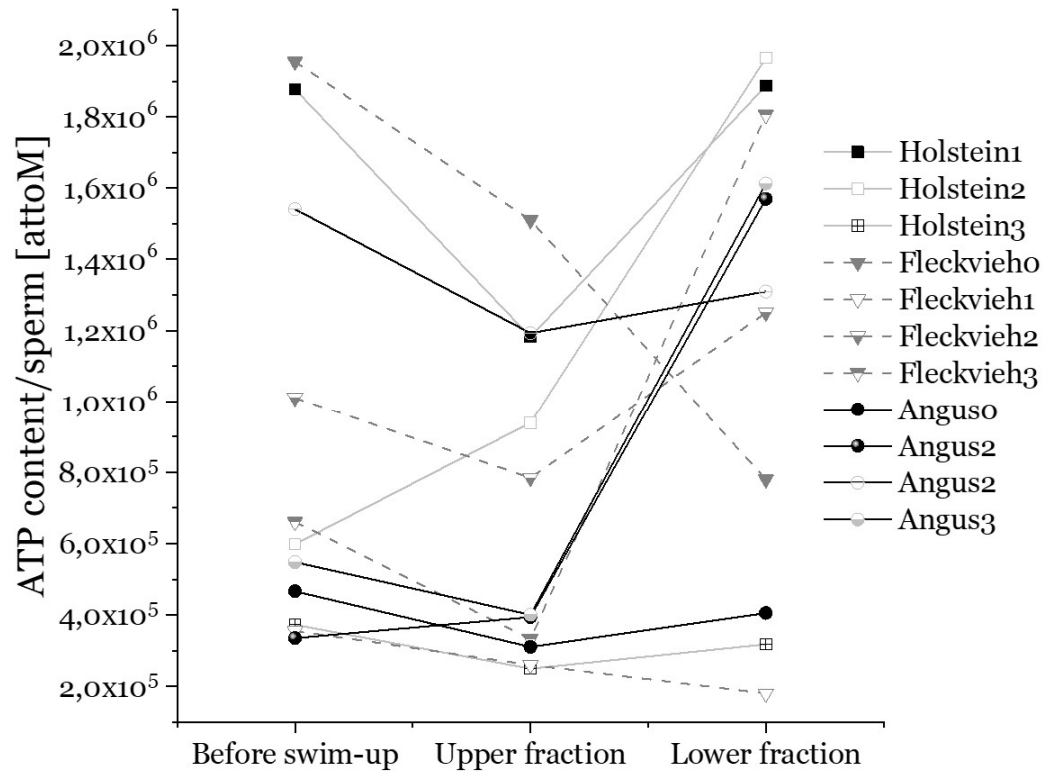 ATP content/sperm [attoM]
2,0x10⁶
1,8x10⁶
1,6x10⁶
1,4x10⁶
1,2x10⁶
1,0x10⁶
8,0x10⁵
6,0x10⁵
4,0x10⁵
2,0x10⁵
Before swim-up Upper fraction Lower fraction
Holstein1
Holstein2
Holstein3
Fleckvieh0
Fleckvieh1
Fleckvieh2
Fleckvieh3
Angus0
Angus2
Angus2
Angus3